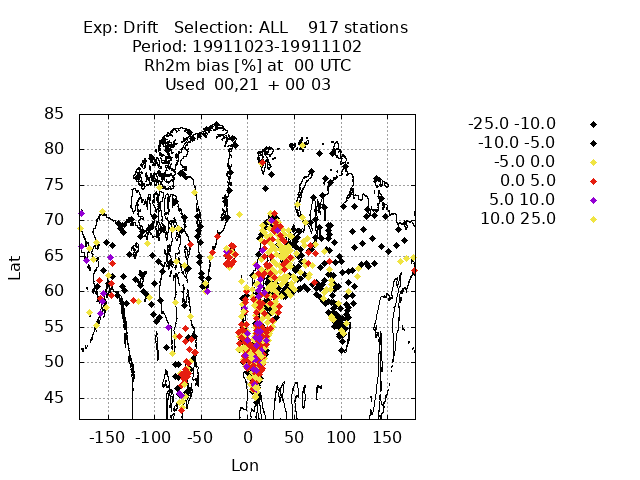 Exp: Drift   Selection: ALL    917 stations
Period: 19911023-19911102
Rh2m bias [%] at  00 UTC
Used  00,21  + 00 03
-25.0 -10.0
-10.0 -5.0
-5.0 0.0
0.0 5.0
5.0 10.0
10.0 25.0
85
80
75
70
65
60
55
50
45
Lat
-150 -100 -50 0 50 100 150
Lon